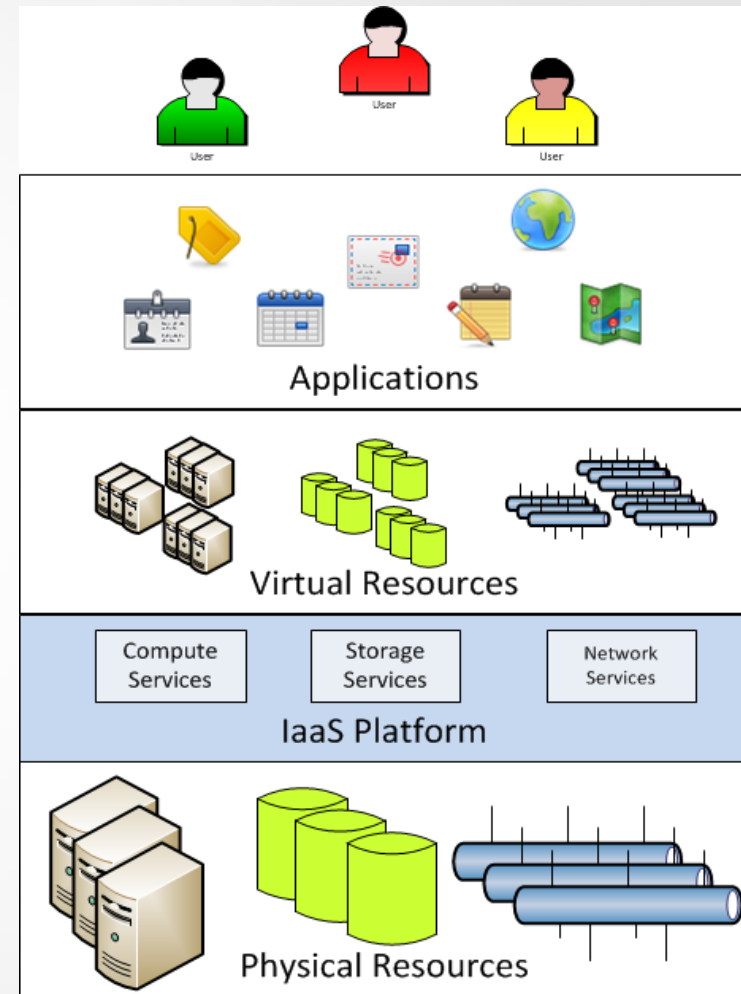 User
User
User
Applications
Virtual Resources
Compute
Services
Storage
Services
Network
Services
IaaS Platform
Physical Resources